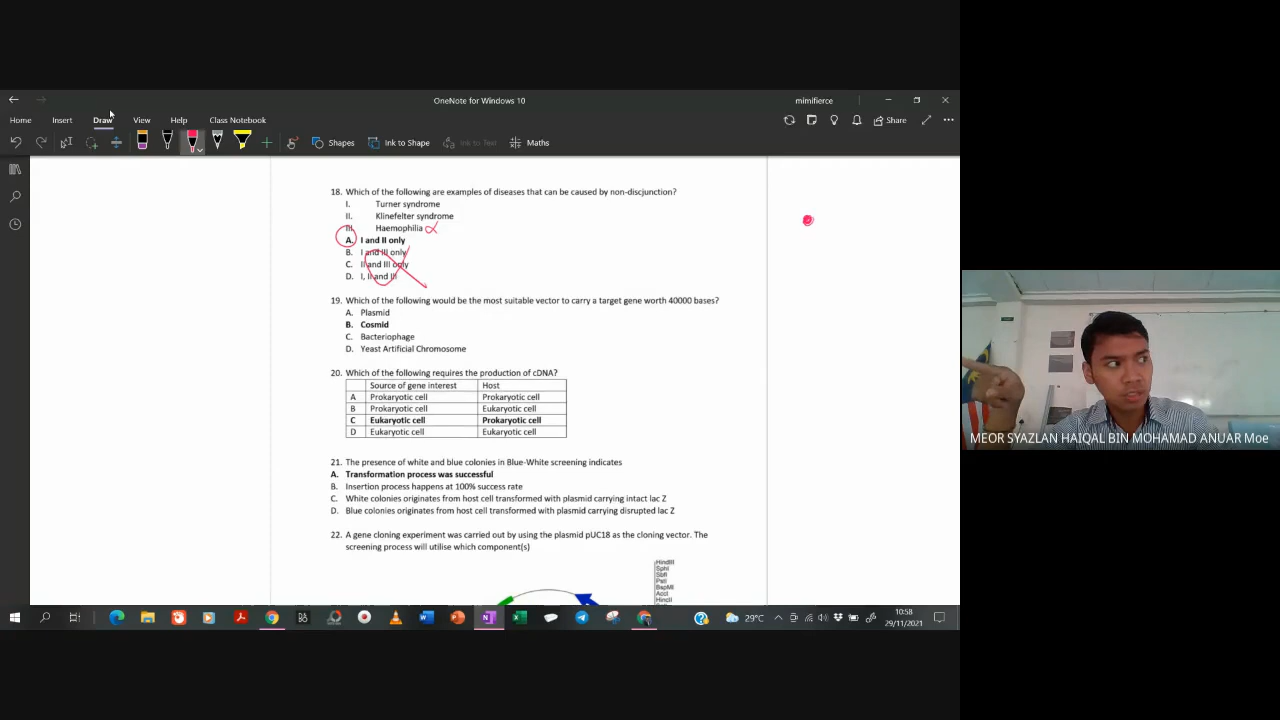 OneNote for Windows 10
mimifierce
Home Insert Draw View Help Class Notebook
Share
Shapes Ink to Shape Ink to Text Maths
18. Which of the following are examples of diseases that can be caused by non-discjunction?
I. Turner syndrome
II. Klinefelter syndrome
III. Haemophilia
A. I and II only
B. I and III only
C. II and III only
D. I, II and III
19. Which of the following would be the most suitable vector to carry a target gene worth 40000 bases?
A. Plasmid
B. Cosmid
C. Bacteriophage
D. Yeast Artificial Chromosome
20. Which of the following requires the production of cDNA?
Source of gene interest Host
A Prokaryotic cell Prokaryotic cell
B Prokaryotic cell Eukaryotic cell
C Eukaryotic cell Prokaryotic cell
D Eukaryotic cell Eukaryotic cell
MEOR SYAZLAN HAIQAL BIN MOHAMAD ANUAR Moe
21. The presence of white and blue colonies in Blue-White screening indicates
A. Transformation process was successful
B. Insertion process happens at 100% success rate
C. White colonies originates from host cell transformed with plasmid carrying intact lac Z
D. Blue colonies originates from host cell transformed with plasmid carrying disrupted lac Z
22. A gene cloning experiment was carried out by using the plasmid pUC18 as the cloning vector. The
screening process will utilise which component(s)
HindIII
SphI
SbfI
PstI
BspMI
AccI
HincII
29°C
10:58
29/11/2021